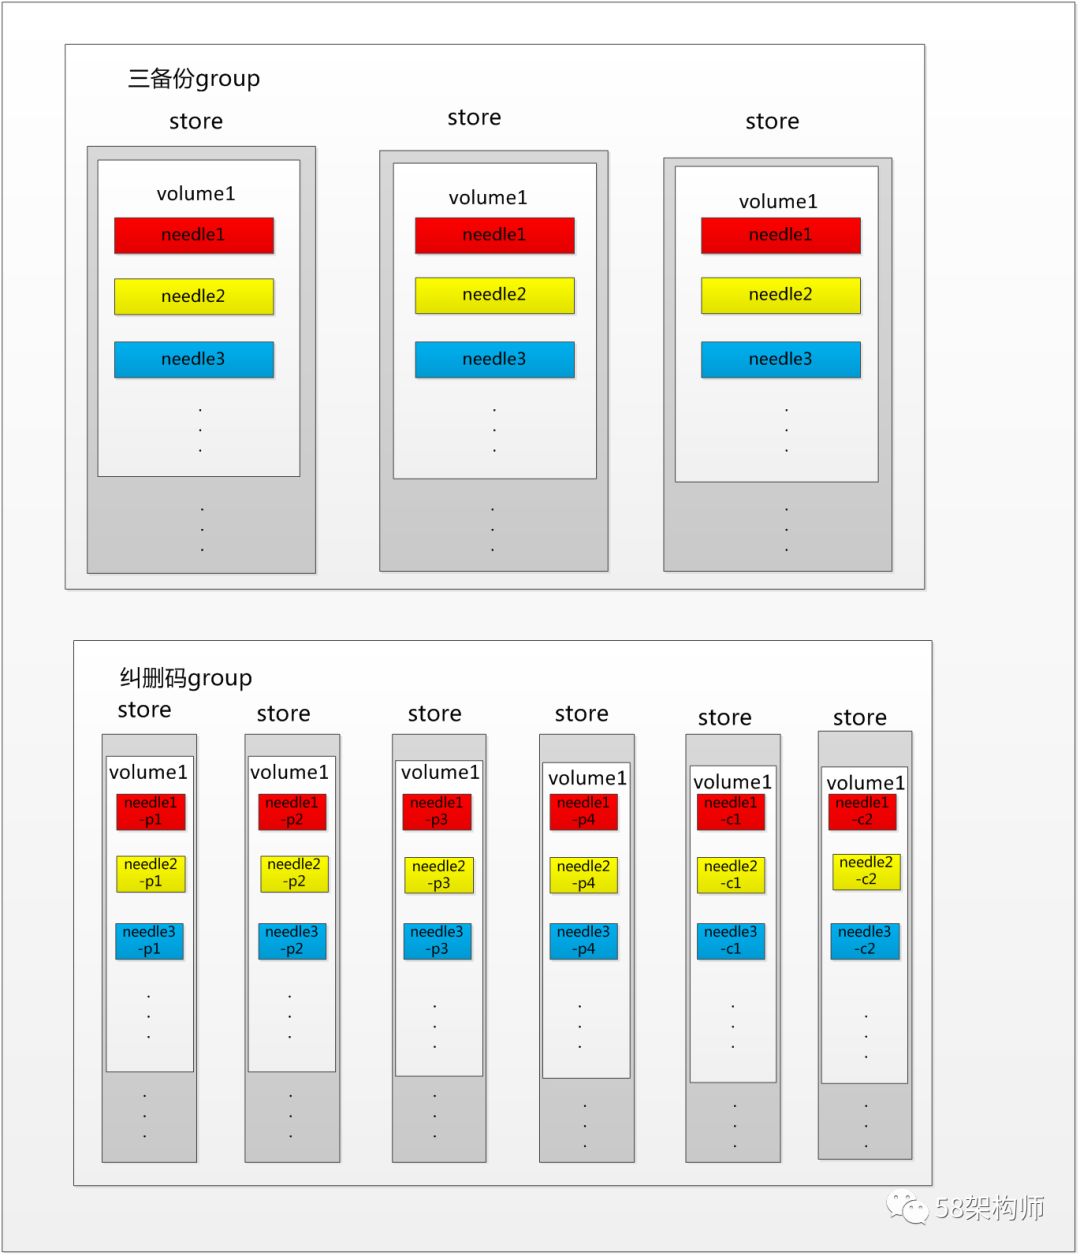 三备份group
store store store
volume1 volume1 volume1
needle1 needle1 needle1
needle2 needle2 needle2
needle3 needle3 needle3
纠删码group
store store store store store store
volume1 volume1 volume1 volume1 volume1 volume1
needle1 needle1 needle1 needle1 needle1 needle1
-p1 -p2 -p3 -p4 -c1 -c2
needle2 needle2 needle2 needle2 needle2 needle2
-p1 -p2 -p3 -p4 -c1 -c2
needle3 needle3 needle3 needle3 needle3 needle3
-p1 -p2 -p3 -p4 -c1 -c2
58架构师